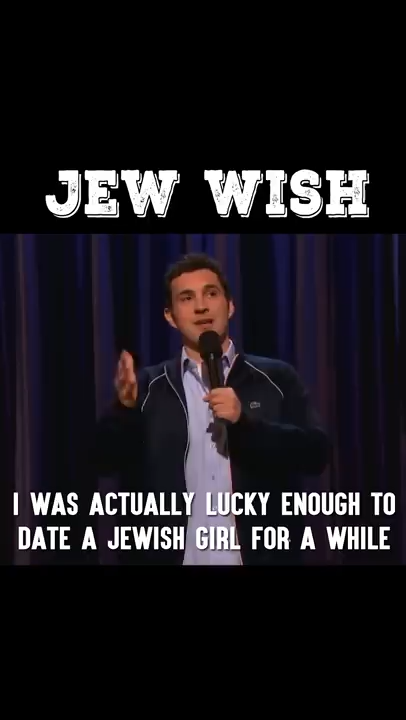 JEW WISH
I WAS ACTUALLY LUCKY ENOUGH TO
DATE A JEWISH GIRL FOR A WHILE